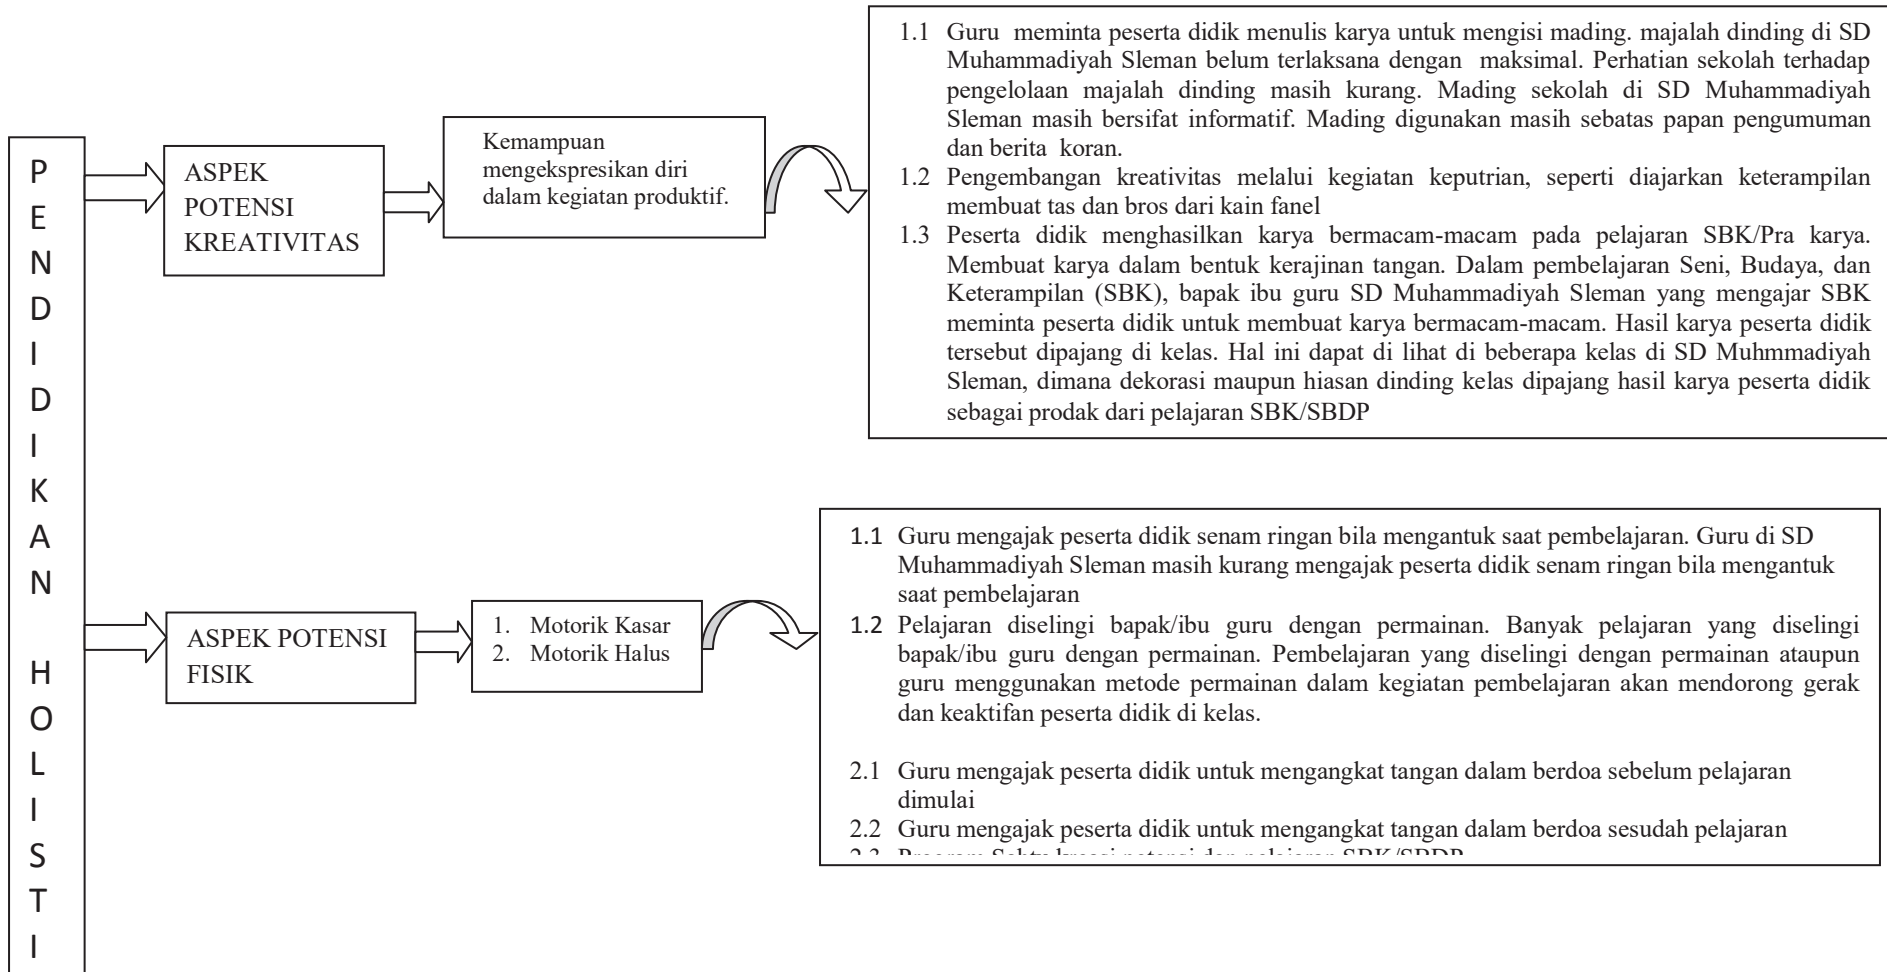 P
E
N
D
I
D
I
K
A
N
H
O
L
I
S
T
I
ASPEK
POTENSI
KREATIVITAS
Kemampuan
mengekspresikan diri
dalam kegiatan produktif.
1.1 Guru meminta peserta didik menulis karya untuk mengisi mading. majalah dinding di SD
Muhammadiyah Sleman belum terlaksana dengan maksimal. Perhatian sekolah terhadap
pengelolaan majalah dinding masih kurang. Mading sekolah di SD Muhammadiyah
Sleman masih bersifat informatif. Mading digunakan masih sebatas papan pengumuman
dan berita koran.
1.2 Pengembangan kreativitas melalui kegiatan keputrian, seperti diajarkan keterampilan
membuat tas dan bros dari kain fanel
1.3 Peserta didik menghasilkan karya bermacam-macam pada pelajaran SBK/Pra karya.
Membuat karya dalam bentuk kerajinan tangan. Dalam pembelajaran Seni, Budaya, dan
Keterampilan (SBK), bapak ibu guru SD Muhammadiyah Sleman yang mengajar SBK
meminta peserta didik untuk membuat karya bermacam-macam. Hasil karya peserta didik
tersebut dipajang di kelas. Hal ini dapat di lihat di beberapa kelas di SD Muhmmadiyah
Sleman, dimana dekorasi maupun hiasan dinding kelas dipajang hasil karya peserta didik
sebagai prodak dari pelajaran SBK/SBDP
ASPEK POTENSI
FISIK
1. Motorik Kasar
2. Motorik Halus
1.1 Guru mengajak peserta didik senam ringan bila mengantuk saat pembelajaran. Guru di SD
Muhammadiyah Sleman masih kurang mengajak peserta didik senam ringan bila mengantuk
saat pembelajaran
1.2 Pelajaran diselingi bapak/ibu guru dengan permainan. Banyak pelajaran yang diselingi
bapak/ibu guru dengan permainan. Pembelajaran yang diselingi dengan permainan ataupun
guru menggunakan metode permainan dalam kegiatan pembelajaran akan mendorong gerak
dan keaktifan peserta didik di kelas.
2.1 Guru mengajak peserta didik untuk mengangkat tangan dalam berdoa sebelum pelajaran
dimulai
2.2 Guru mengajak peserta didik untuk mengangkat tangan dalam berdoa sesudah pelajaran